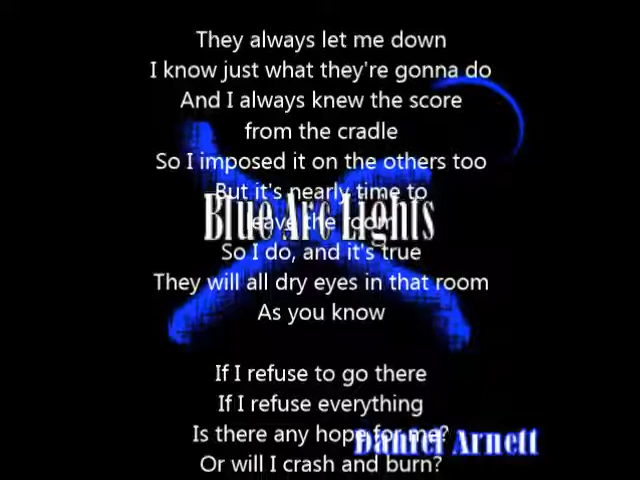 They always let me down
I know just what they're gonna do
And I always knew the score
from the cradle
So I imposed it on the others too
But it's nearly time to
leave the room
Blue Arc Lights
So I do, and it's true
They will all dry eyes in that room
As you know
If I refuse to go there
If I refuse everything
Is there any hope for me?
Daniel Arnett
Or will I crash and burn?